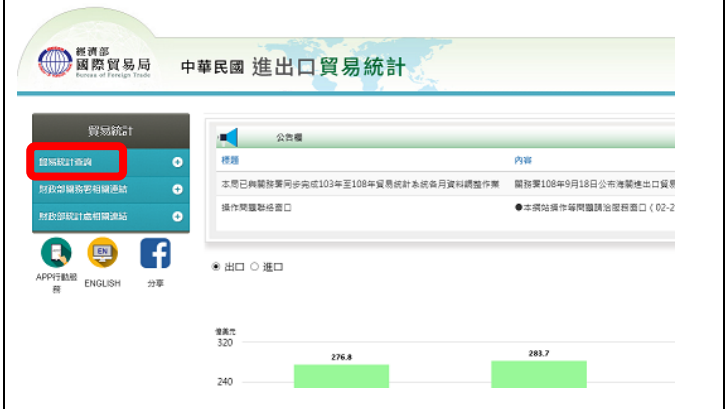 經濟部
國際貿易局
Bureau of Foreign Trade
中華民國 進出口貿易統計
貿易統計
貿易統計查詢
財政部關務署相關連結
財政部統計處相關連結
APP行動服務
EN
ENGLISH
分享
公告欄
標題 內容
本局已與關務署同步完成103年至108年貿易統計系統各月資料調整作業 關務署108年9月18日公布海關進出口貿易
操作問題聯絡窗口 ●本網站操作等問題請洽服務窗口(02-2
出口 進口
億美元
320
276.8 283.7
240